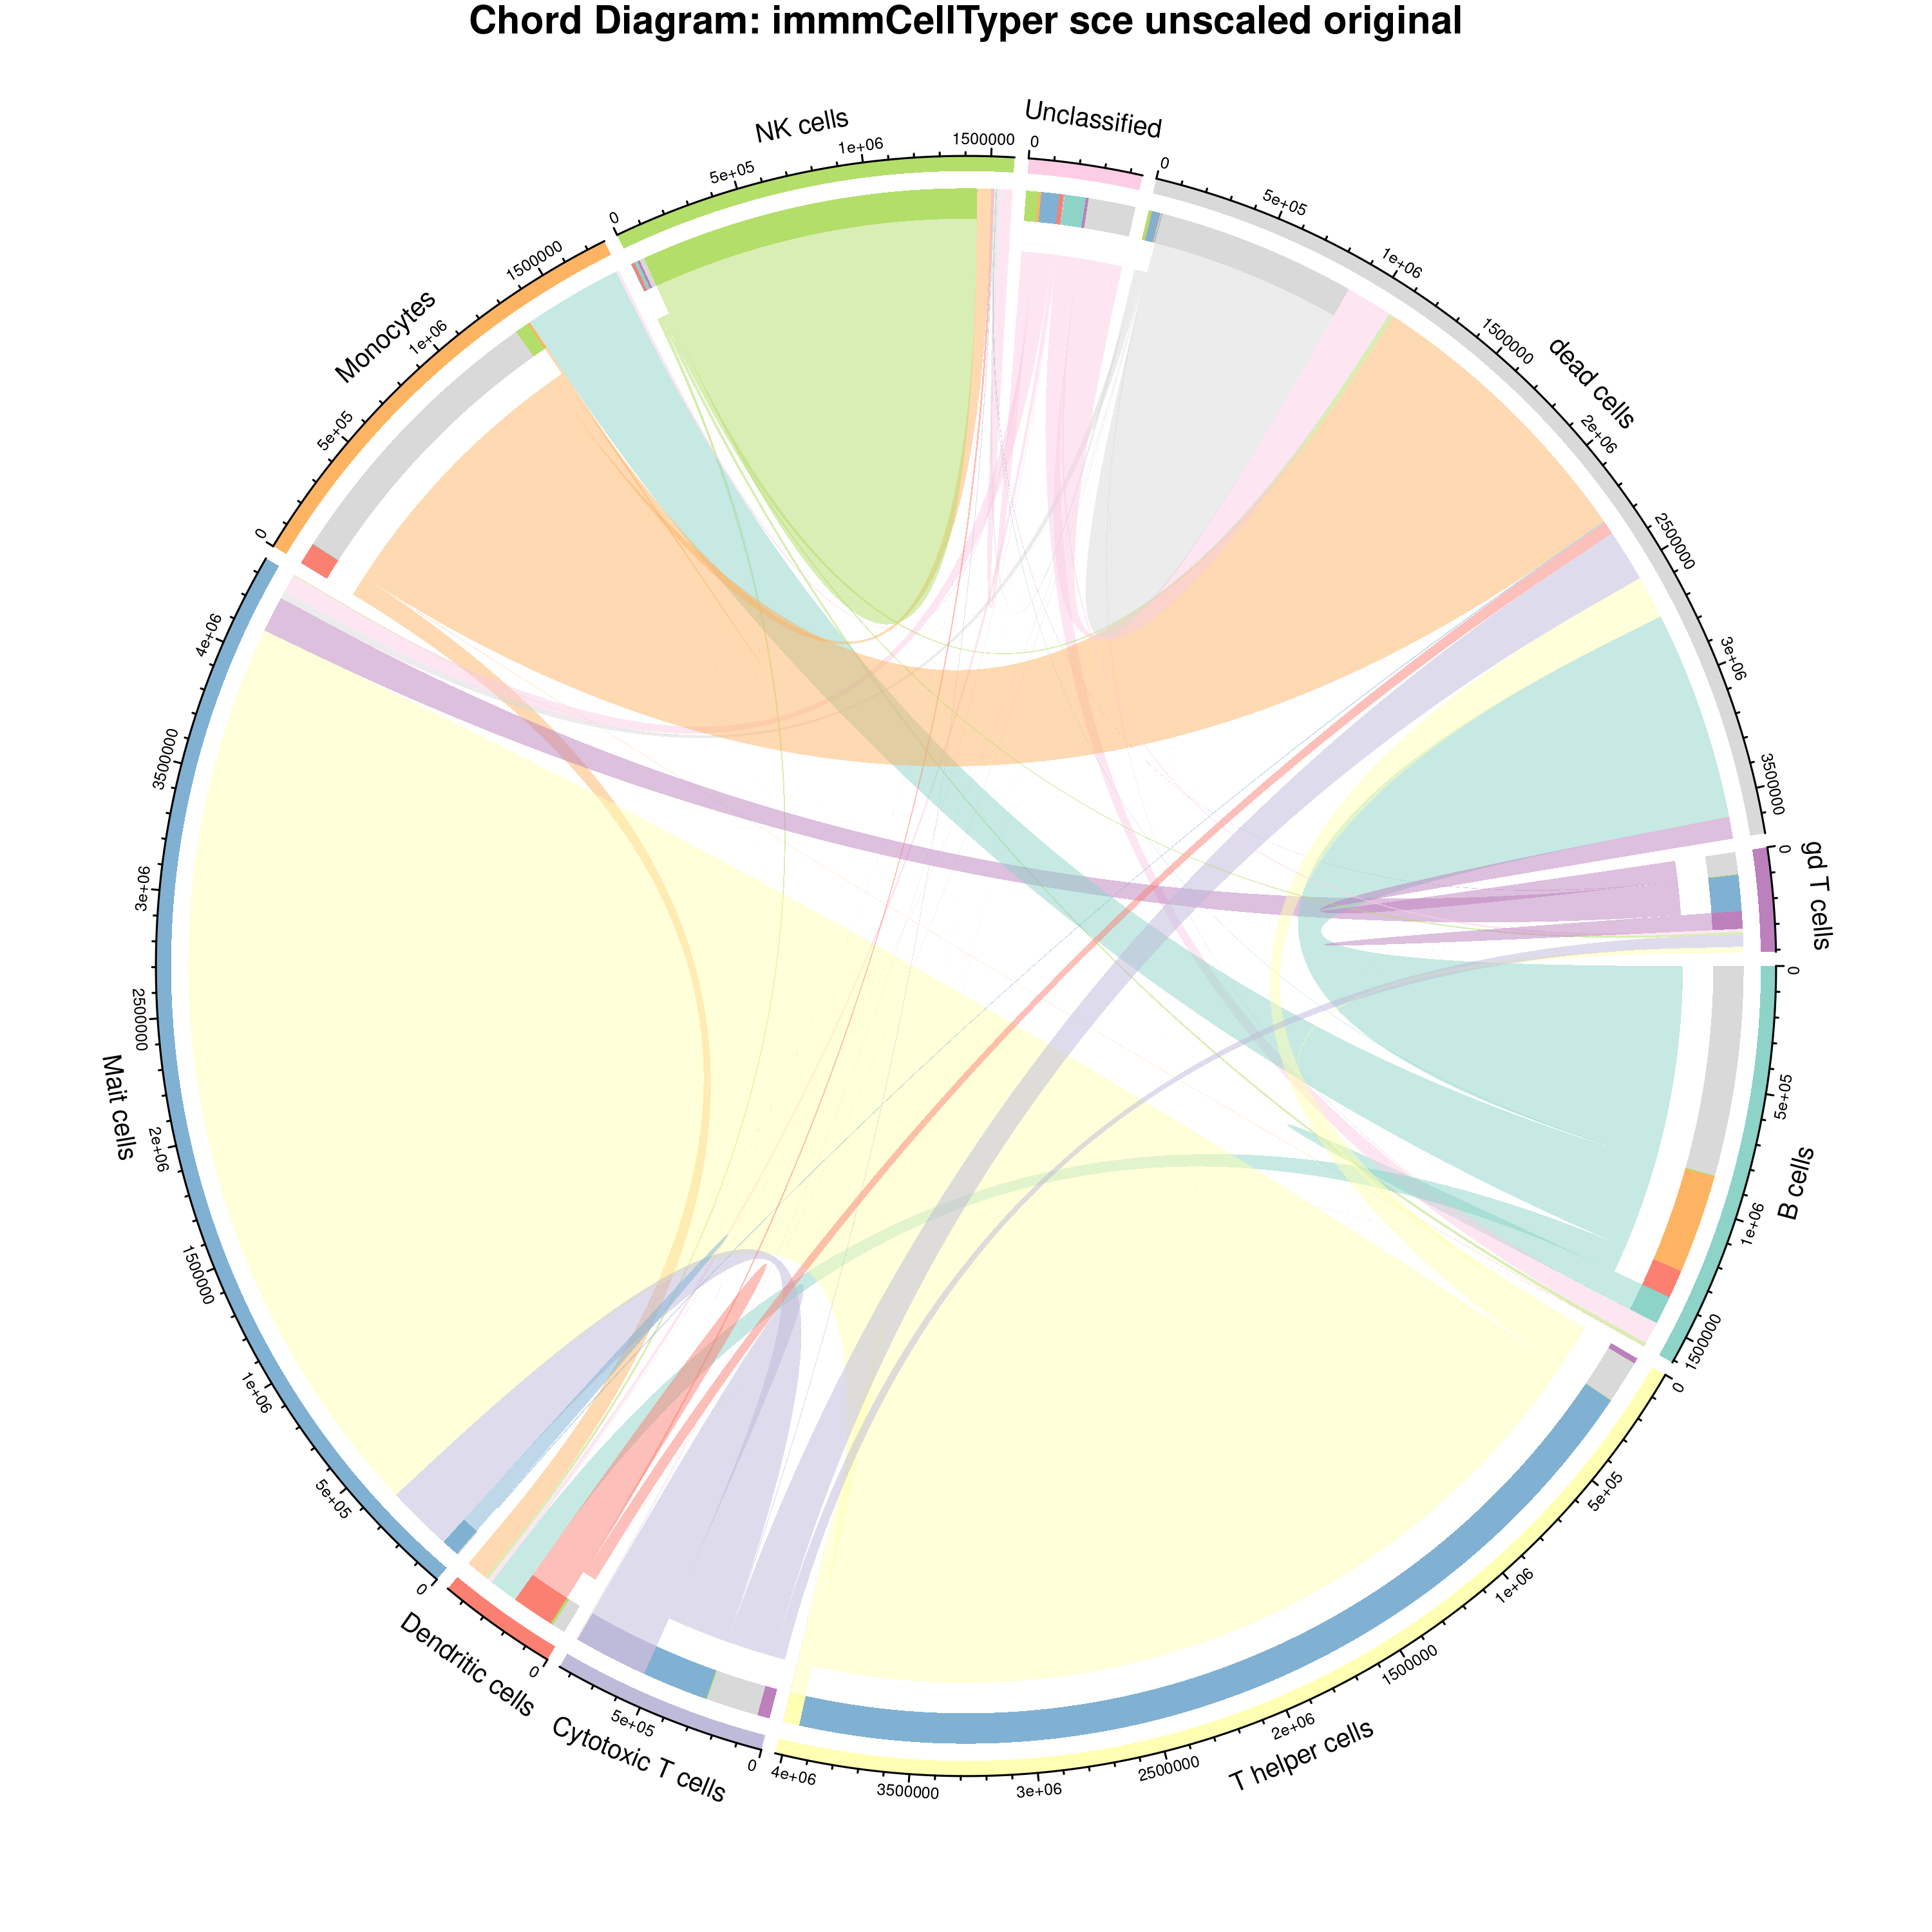 Chord Diagram: immmCellTyper sce unscaled original
Unclassified
0
dead cells
0
5e+05
1e+06
1500000
2e+06
2500000
3e+06
3500000
gd T cells
0
B cells
0
5e+05
1e+06
1500000
T helper cells
0
5e+05
1e+06
1500000
2e+06
2500000
3e+06
3500000
4e+06
Cytotoxic T cells
0
5e+05
Dendritic cells
0
Mait cells
0
5e+05
1e+06
1500000
2e+06
2500000
3e+06
3500000
4e+06
Monocytes
0
5e+05
1e+06
1500000
NK cells
0
5e+05
1e+06
1500000